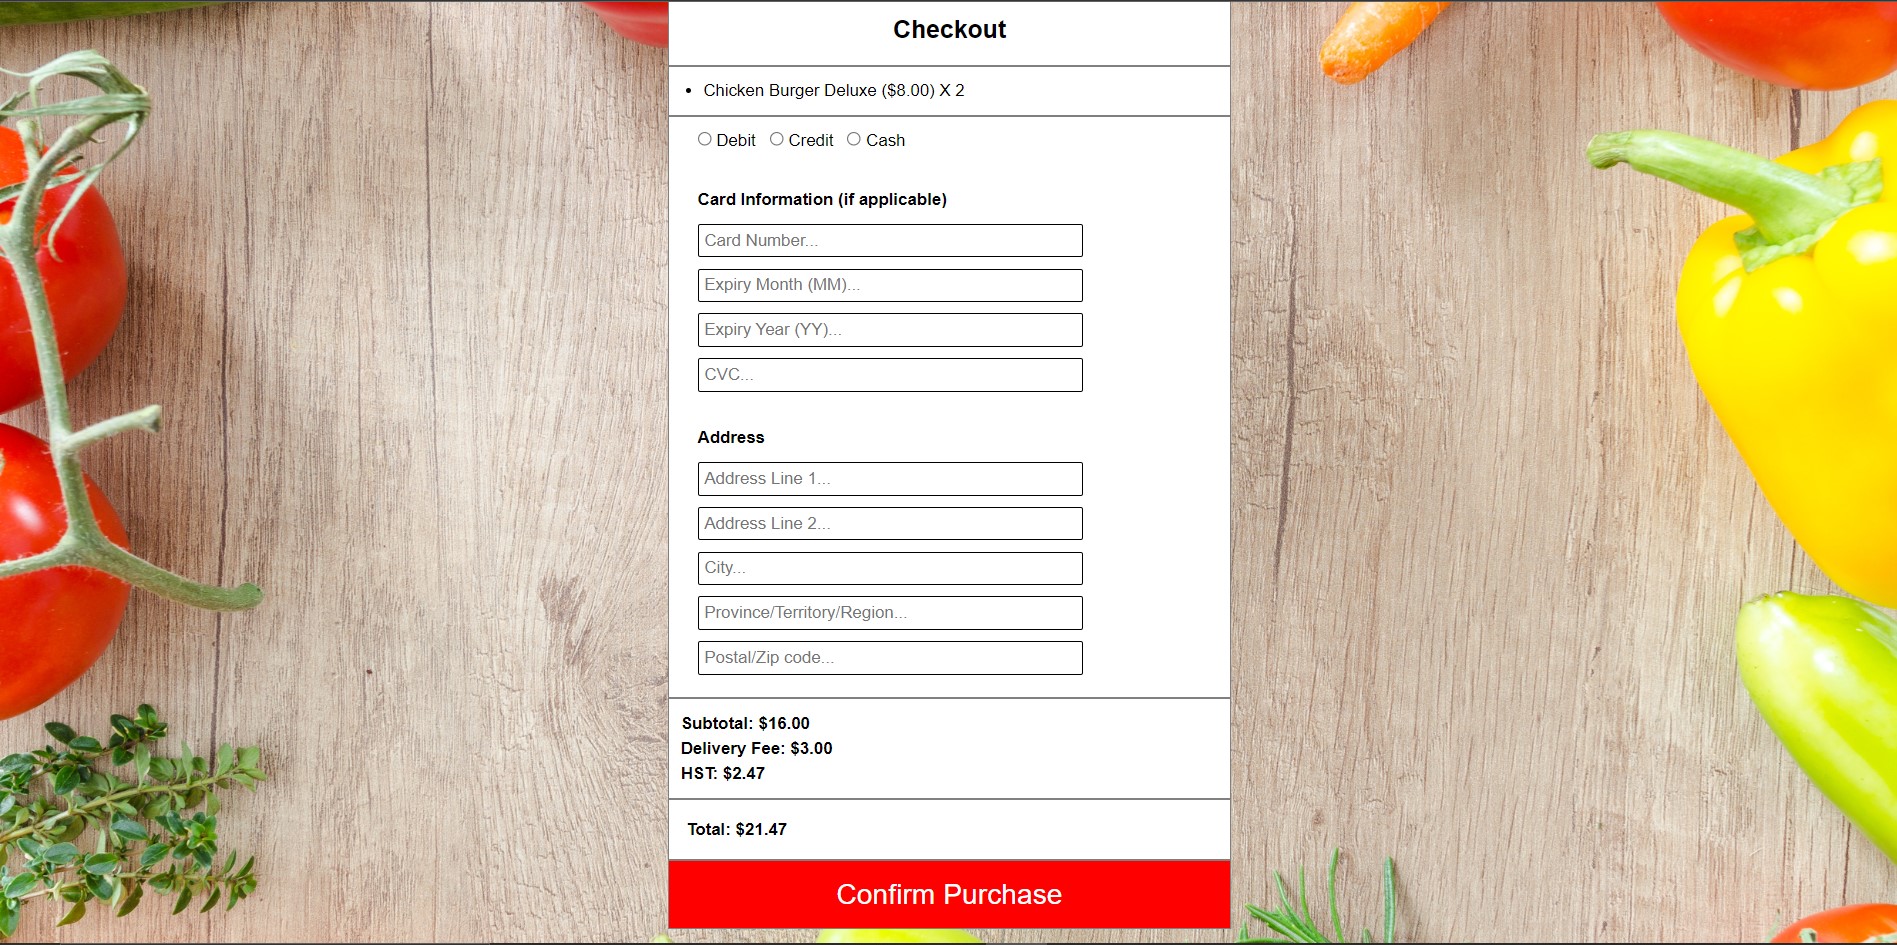 Checkout
• Chicken Burger Deluxe ($8.00) X 2
Debit Credit Cash
Card Information (if applicable)
Card Number...
Expiry Month (MM)...
Expiry Year (YY)...
CVC...
Address
Address Line 1...
Address Line 2...
City...
Province/Territory/Region...
Postal/Zip code...
Subtotal: $16.00
Delivery Fee: $3.00
HST: $2.47
Total: $21.47
Confirm Purchase